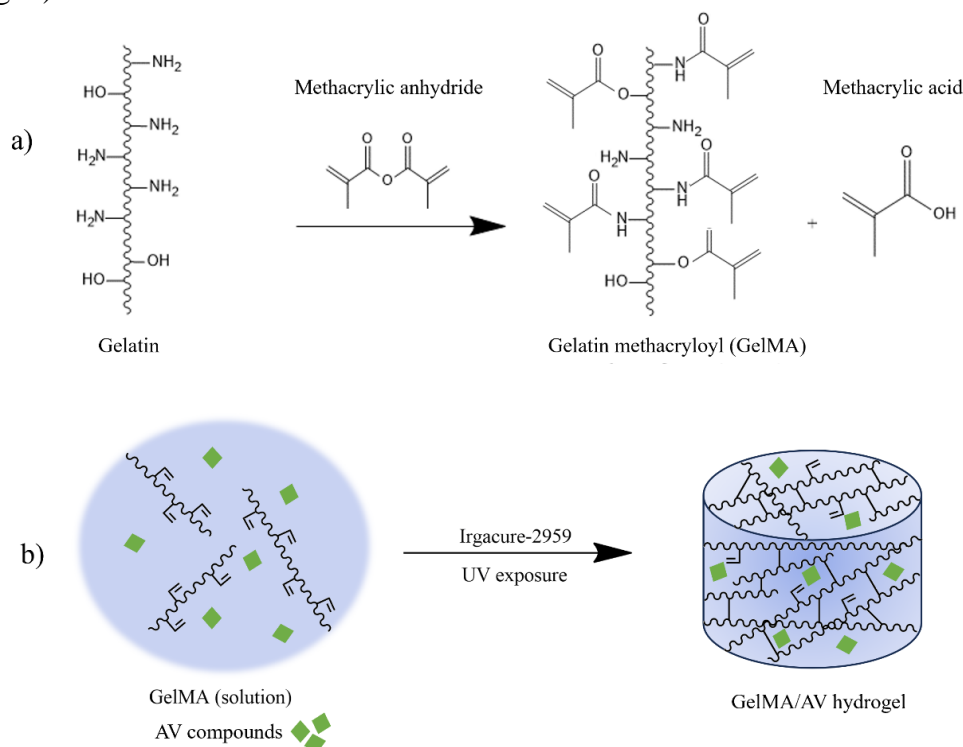 a)
NH₂
HO
NH₂
H₂N
NH₂
H₂N
OH
HO
Gelatin
Methacrylic anhydride
O
O
O
O
O
N
H
O
NH₂
H₂N
O
O
N
H
N
H
O
HO
Gelatin methacryloyl (GelMA)
+
Methacrylic acid
O
OH
b)
GelMA (solution)
AV compounds
Irgacure-2959
UV exposure
GelMA/AV hydrogel